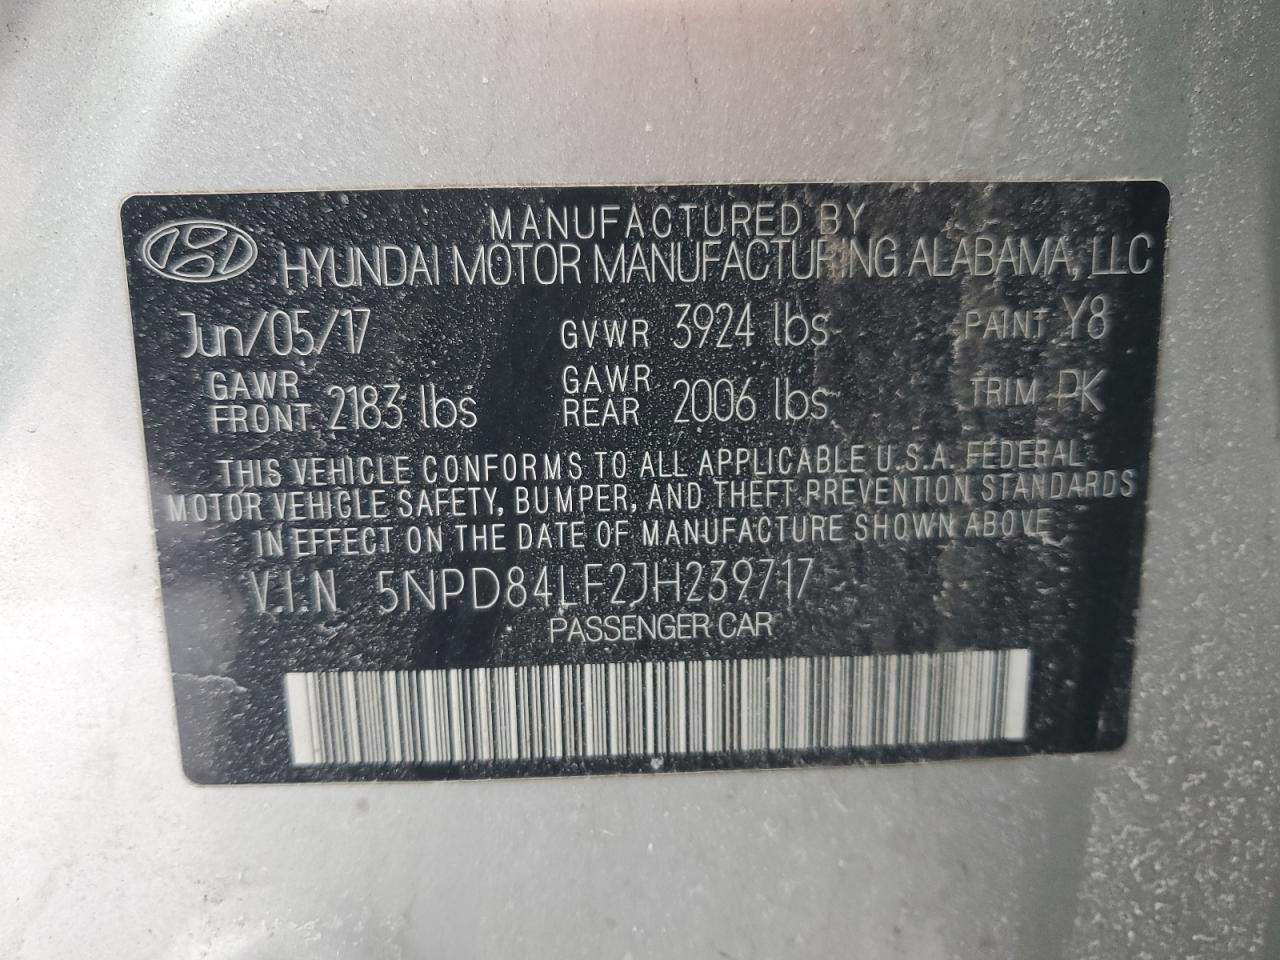 MANUFACTURED BY
HYUNDAI MOTOR MANUFACTURING ALABAMA, LLC
Jun/05/17 GVWR 3924 lbs PAINT Y8
GAWR FRONT 2183 lbs GAWR REAR 2006 lbs TRIM PK
THIS VEHICLE CONFORMS TO ALL APPLICABLE U.S.A. FEDERAL
MOTOR VEHICLE SAFETY, BUMPER, AND THEFT PREVENTION STANDARDS
IN EFFECT ON THE DATE OF MANUFACTURE SHOWN ABOVE
V.I.N 5NPD84LF2JH239717
PASSENGER CAR